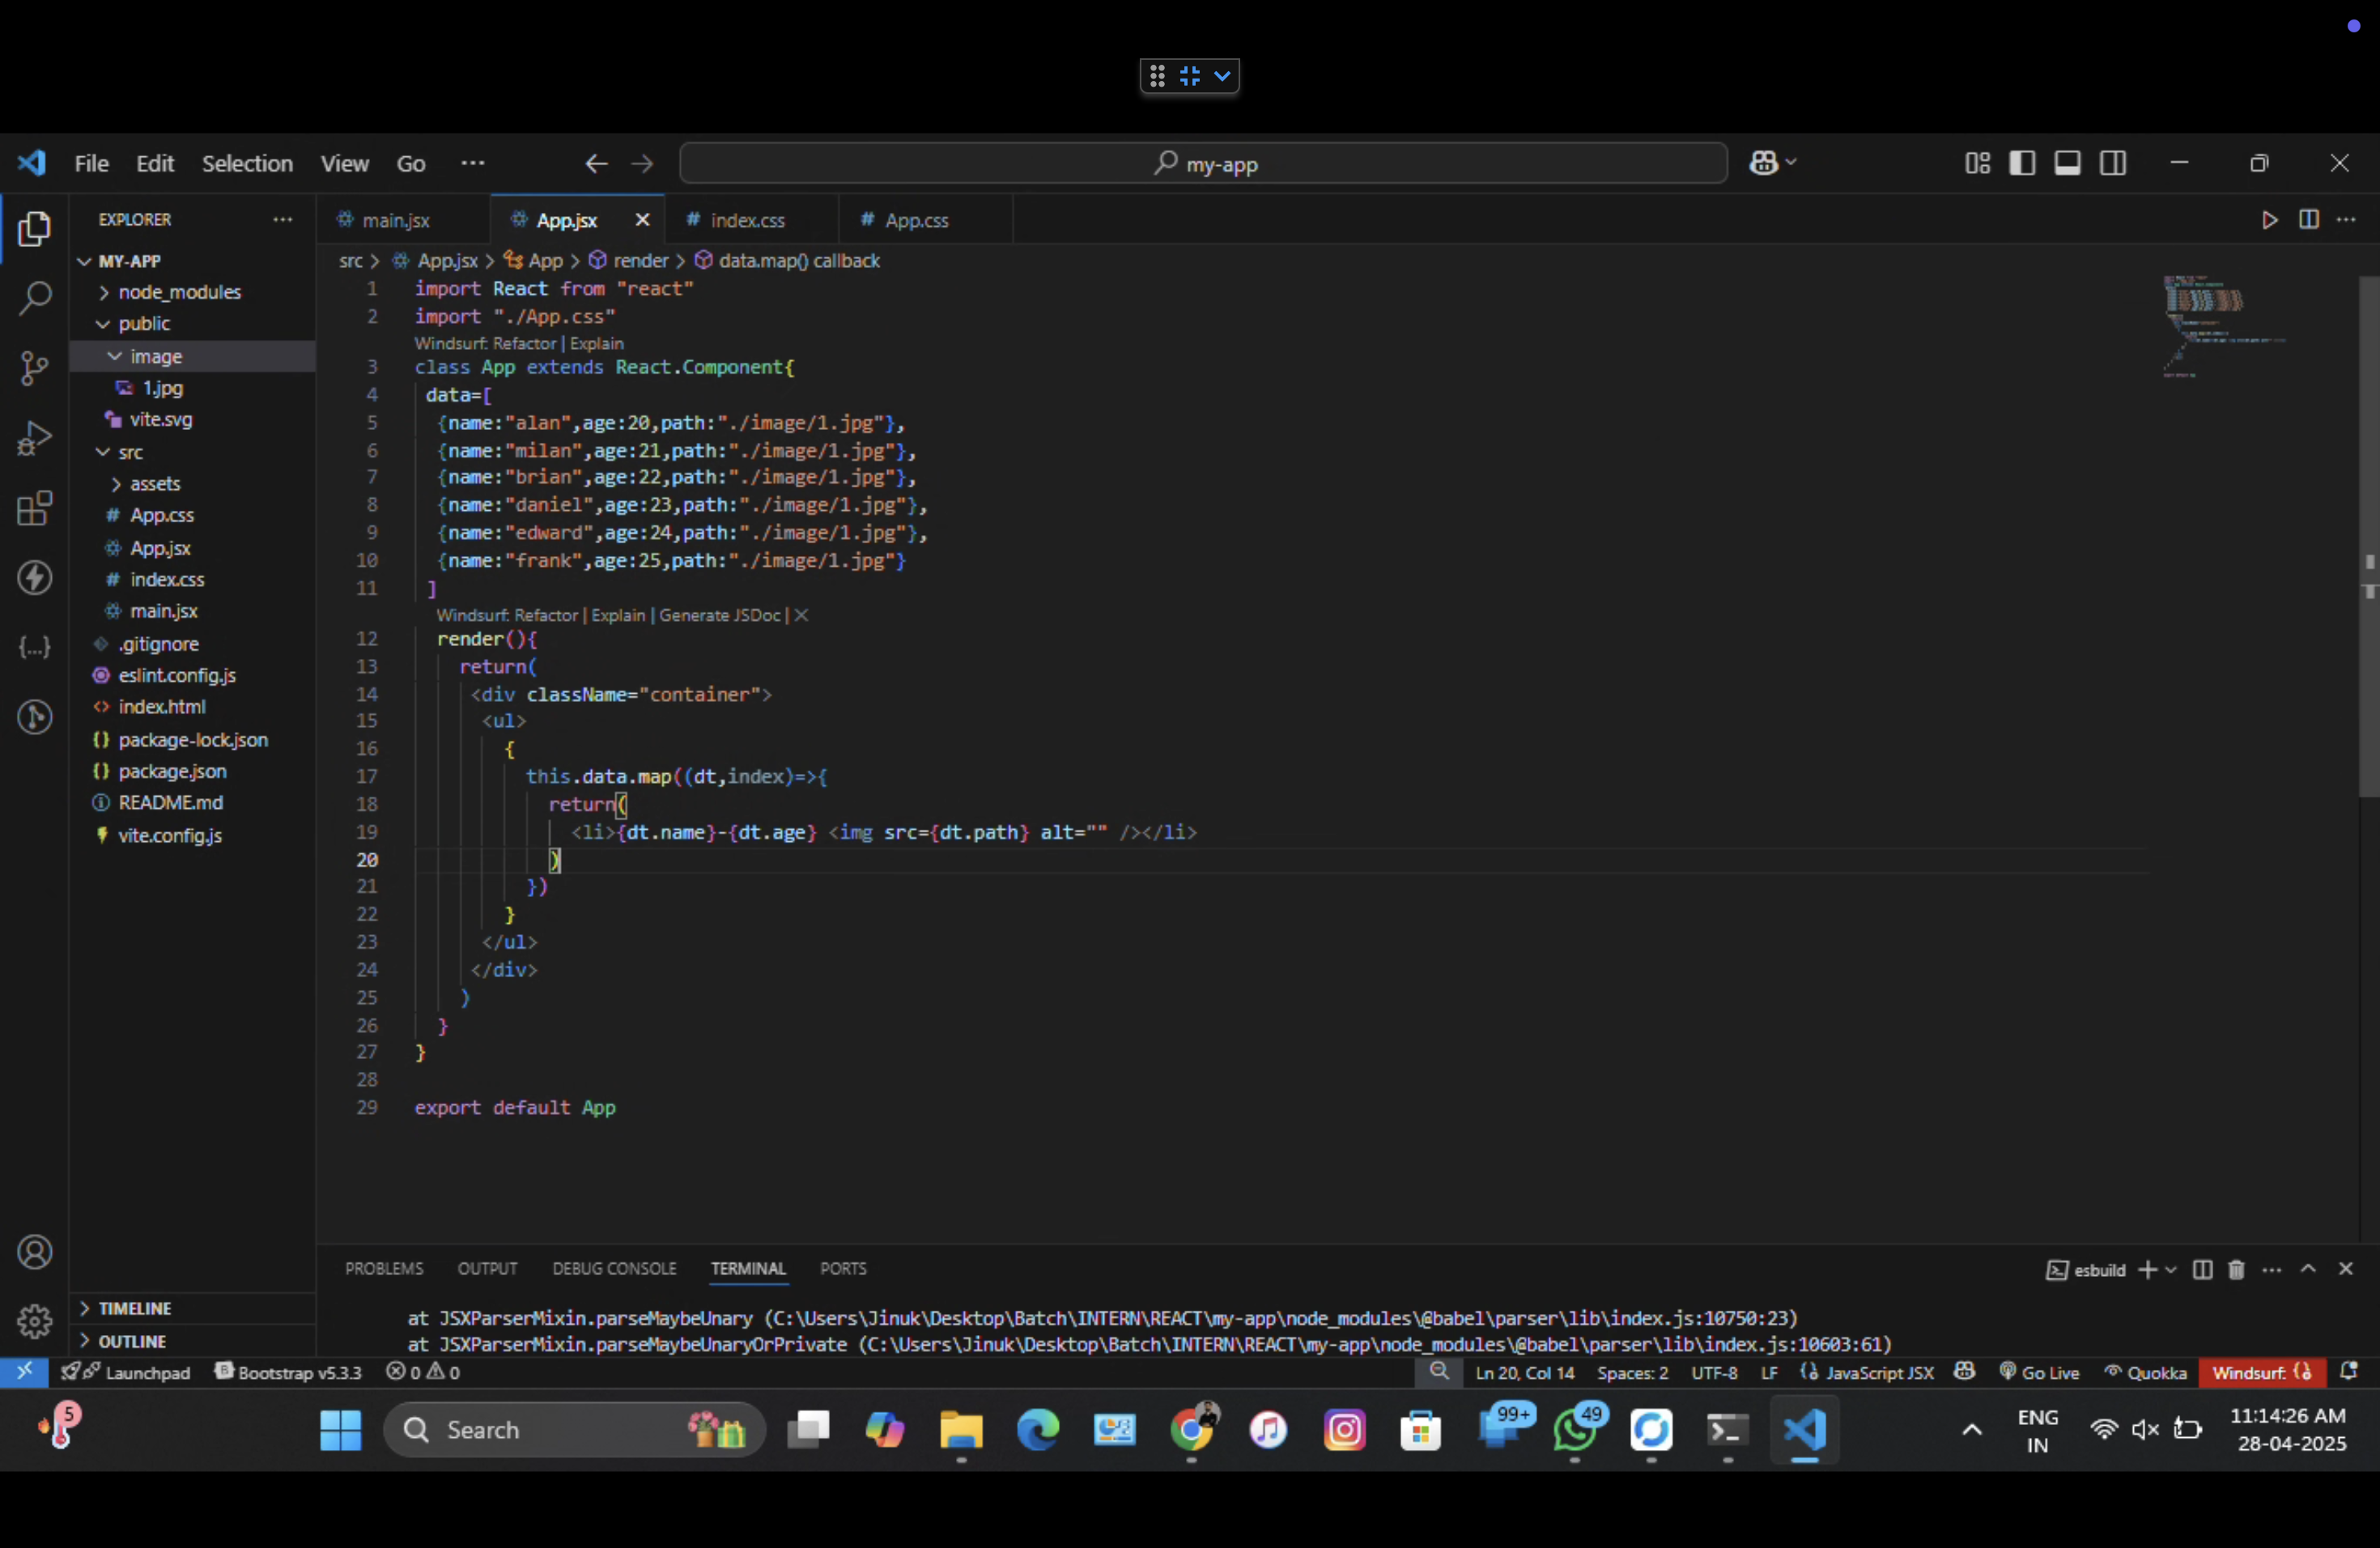 File Edit Selection View Go ··· my-app
EXPLORER ···
main.jsx App.jsx index.css App.css
MY-APP
node_modules
public
image
1.jpg
vite.svg
src
assets
App.css
App.jsx
index.css
main.jsx
.gitignore
eslint.config.js
index.html
package-lock.json
package.json
README.md
vite.config.js
TIMELINE
OUTLINE
src > App.jsx > App > render > data.map() callback
1 import React from "react"
2 import "./App.css"
Windsurf: Refactor | Explain
3 class App extends React.Component{
4 data=[
5 {name:"alan",age:20,path:"./image/1.jpg"},
6 {name:"milan",age:21,path:"./image/1.jpg"},
7 {name:"brian",age:22,path:"./image/1.jpg"},
8 {name:"daniel",age:23,path:"./image/1.jpg"},
9 {name:"edward",age:24,path:"./image/1.jpg"},
10 {name:"frank",age:25,path:"./image/1.jpg"}
11 ]
Windsurf: Refactor | Explain | Generate JSDoc | X
12 render(){
13 return(
14 <div className="container">
15 <ul>
16 {
17 this.data.map((dt,index)=>{
18 return(
19 <li>{dt.name}-{dt.age} <img src={dt.path} alt="" /></li>
20 )
21 })
22 }
23 </ul>
24 </div>
25 )
26 }
27 }
28
29 export default App
PROBLEMS OUTPUT DEBUG CONSOLE TERMINAL PORTS esbuild
at JSXParserMixin.parseMaybeUnary (C:\Users\Jinuk\Desktop\Batch\INTERN\REACT\my-app\node_modules\@babel\parser\lib\index.js:10750:23)
at JSXParserMixin.parseMaybeUnaryOrPrivate (C:\Users\Jinuk\Desktop\Batch\INTERN\REACT\my-app\node_modules\@babel\parser\lib\index.js:10603:61)
Launchpad Bootstrap v5.3.3 0 0 Ln 20, Col 14 Spaces: 2 UTF-8 LF JavaScript JSX Go Live Quokka Windsurf: {}
5 Search 99+ 49 ENG 11:14:26 AM
IN 28-04-2025